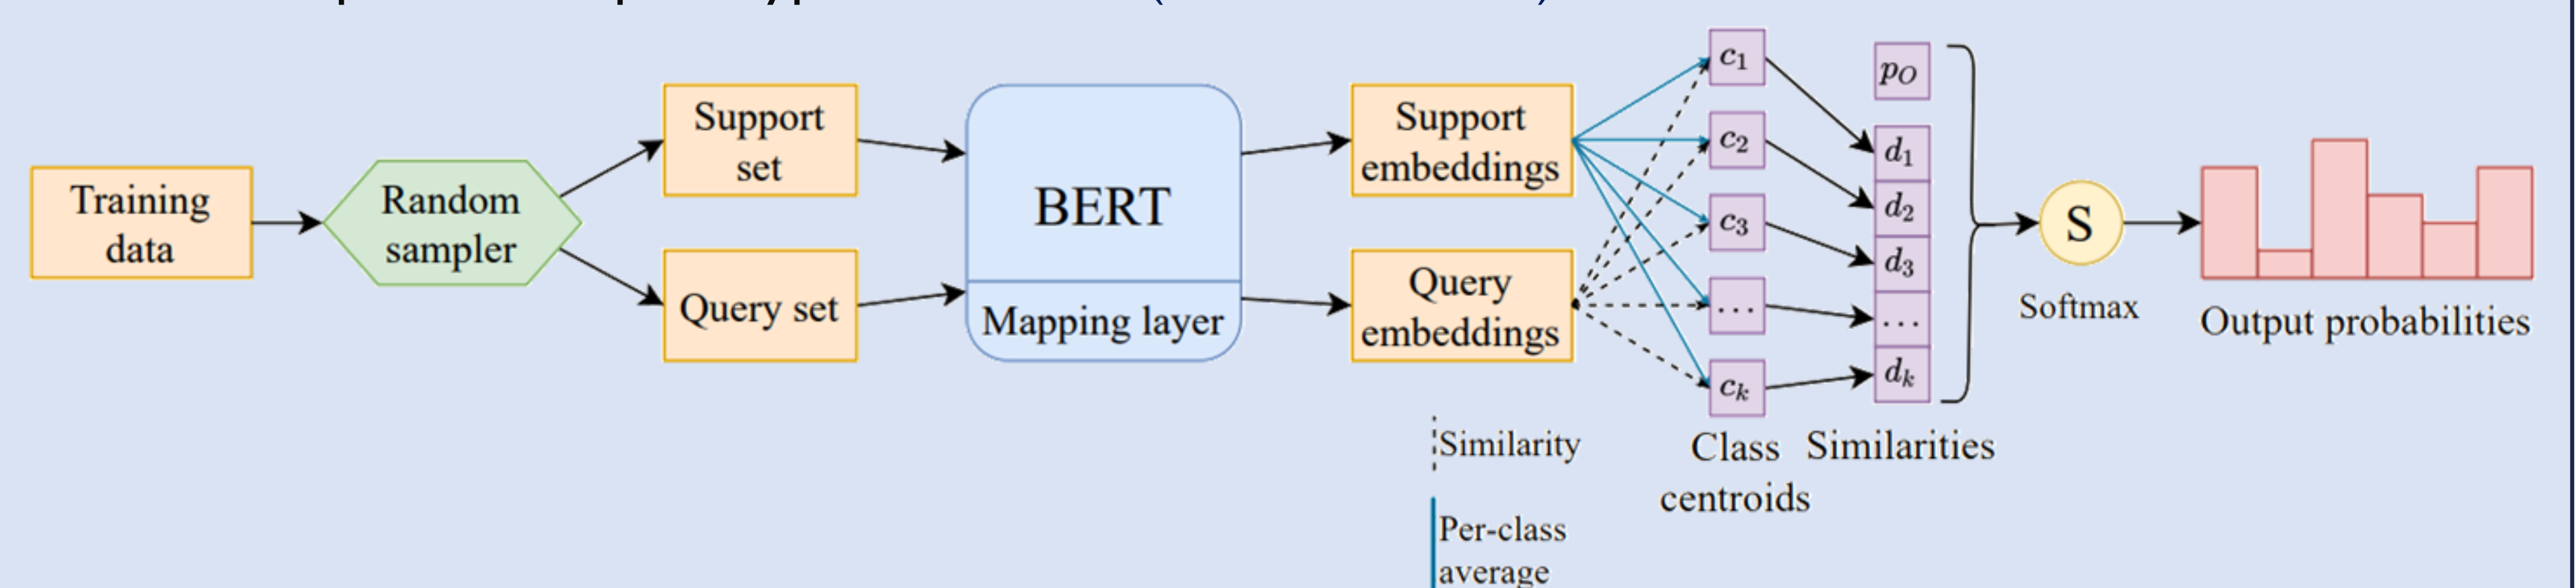 Training
data
Random
sampler
Support
set
Query set
BERT
Mapping layer
Support
embeddings
Query
embeddings
c1
c2
c3
...
ck
pO
d1
d2
d3
...
dk
S
Softmax
Output probabilities
Similarity
Per-class
average
Class
centroids
Similarities